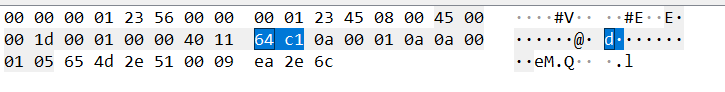 00 00 00 01 23 56 00 00 00 01 23 45 08 00 45 00 ····#V·· ··#E··E·
00 1d 00 01 00 00 40 11 64 c1 0a 00 01 0a 0a 00 ······@· d·······
01 05 65 4d 2e 51 00 09 ea 2e 6c ··eM.Q·· ·.l